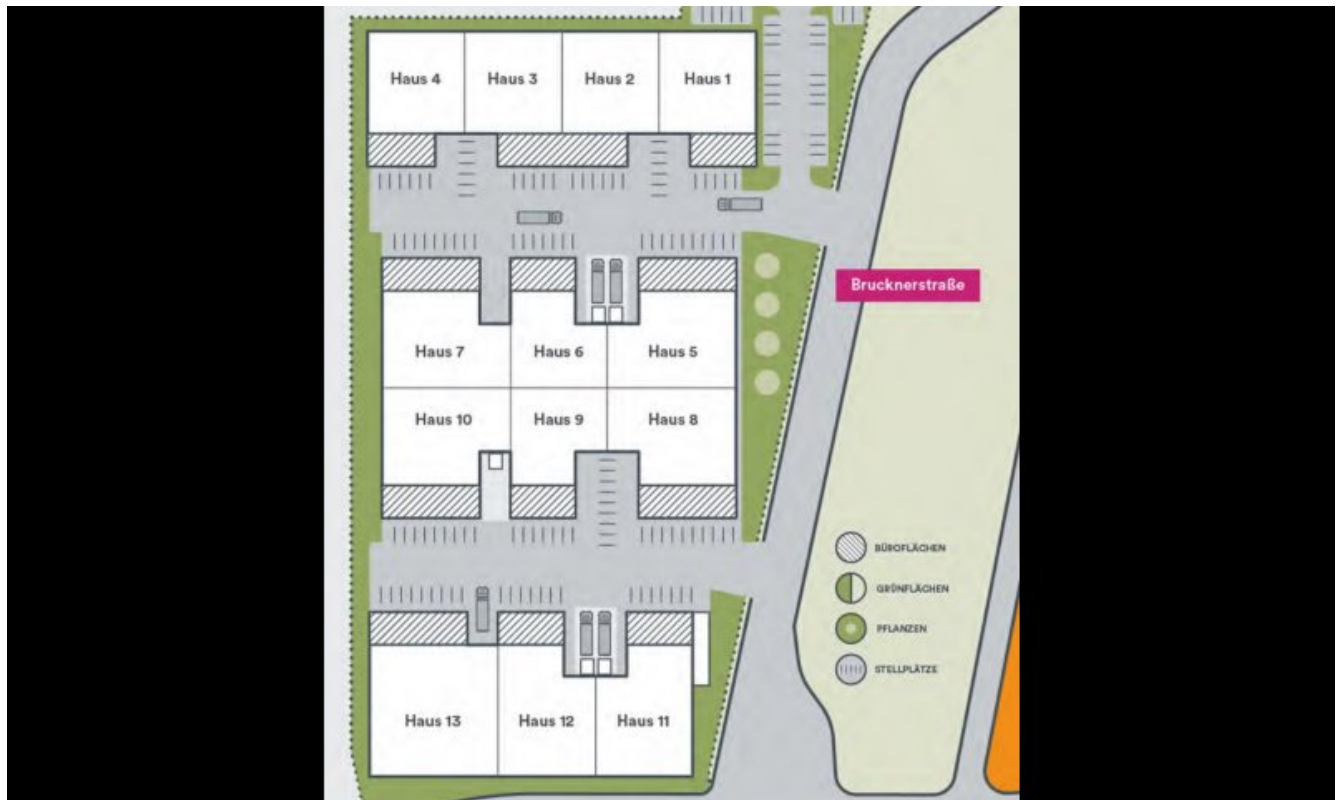 Haus 4
Haus 3
Haus 2
Haus 1
Brucknerstraße
Haus 7
Haus 6
Haus 5
Haus 10
Haus 9
Haus 8
BÜROFLÄCHEN
GRÜNFLÄCHEN
PFLANZEN
STELLPLÄTZE
Haus 13
Haus 12
Haus 11